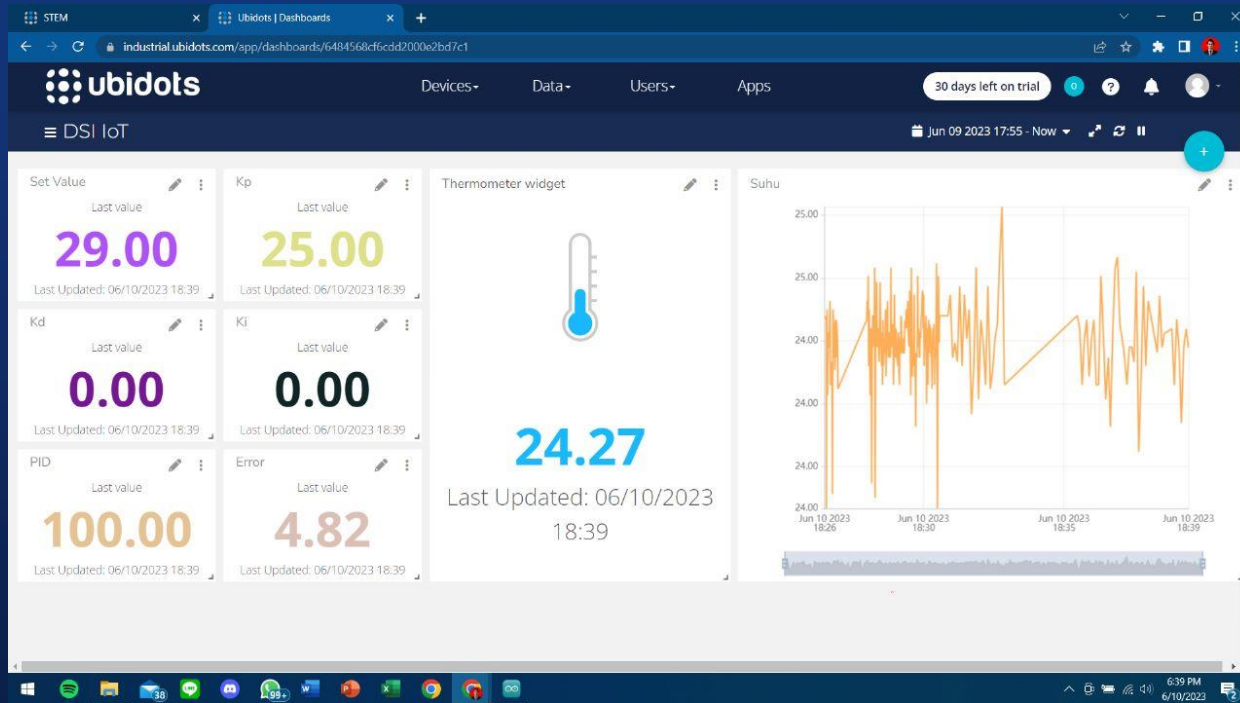 STEM
Ubidots | Dashboards
industrial.ubidots.com/app/dashboards/6484568cf6cdd2000e2bd7c1
ubidots
Devices
Data
Users
Apps
30 days left on trial
0
?
DSI IoT
Jun 09 2023 17:55 - Now
+
Set Value
Last value
29.00
Last Updated: 06/10/2023 18:39
Kp
Last value
25.00
Last Updated: 06/10/2023 18:39
Kd
Last value
0.00
Last Updated: 06/10/2023 18:39
Ki
Last value
0.00
Last Updated: 06/10/2023 18:39
PID
Last value
100.00
Last Updated: 06/10/2023 18:39
Error
Last value
4.82
Last Updated: 06/10/2023 18:39
Thermometer widget
24.27
Last Updated: 06/10/2023
18:39
Suhu
25.00
25.00
24.00
24.00
24.00
24.00
Jun 10 2023
18:26
Jun 10 2023
18:30
Jun 10 2023
18:35
Jun 10 2023
18:39
38
99+
6:39 PM
6/10/2023
2